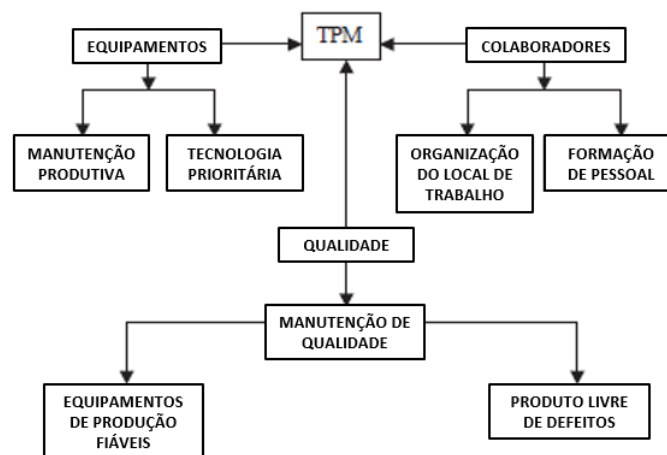 TPM
EQUIPAMENTOS
COLABORADORES
MANUTENÇÃO
PRODUTIVA
TECNOLOGIA
PRIORITÁRIA
ORGANIZAÇÃO
DO LOCAL DE
TRABALHO
FORMAÇÃO
DE PESSOAL
QUALIDADE
MANUTENÇÃO DE
QUALIDADE
EQUIPAMENTOS
DE PRODUÇÃO
FIÁVEIS
PRODUTO LIVRE
DE DEFEITOS